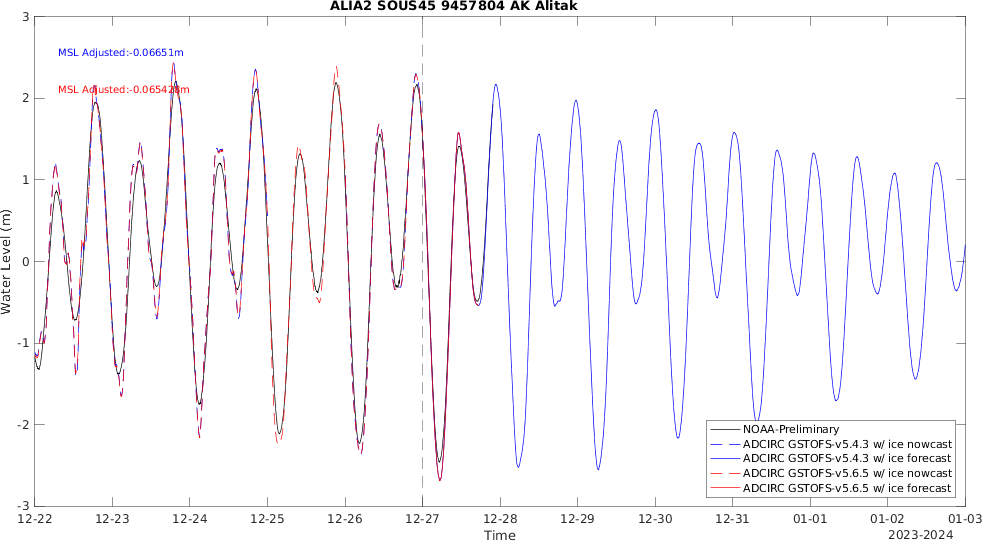 ALIA2 SOUS45 9457804 AK Alitak
MSL Adjusted:-0.06651m
MSL Adjusted:-0.065428m
Water Level (m)
3
2
1
0
-1
-2
-3
NOAA-Preliminary
ADCIRC GSTOFS-v5.4.3 w/ ice nowcast
ADCIRC GSTOFS-v5.4.3 w/ ice forecast
ADCIRC GSTOFS-v5.6.5 w/ ice nowcast
ADCIRC GSTOFS-v5.6.5 w/ ice forecast
12-22 12-23 12-24 12-25 12-26 12-27 12-28 12-29 12-30 12-31 01-01 01-02 01-03
Time
2023-2024